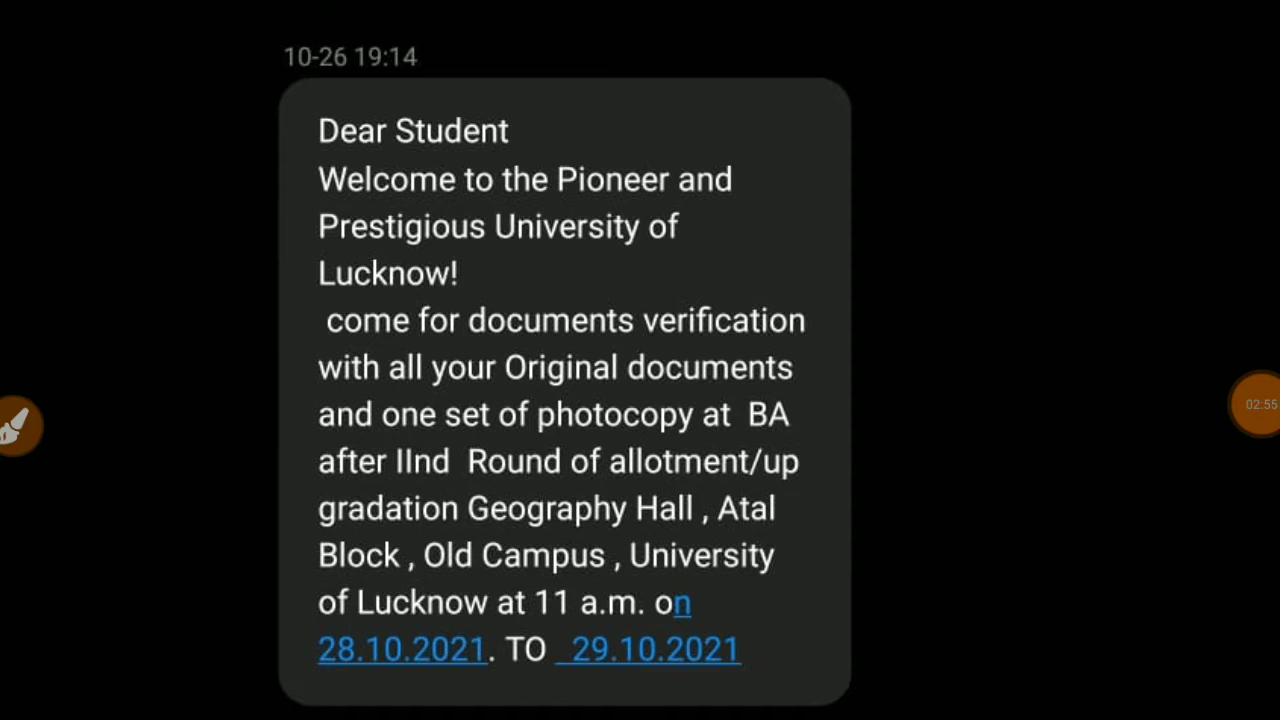 10-26 19:14
Dear Student
Welcome to the Pioneer and
Prestigious University of
Lucknow!
come for documents verification
with all your Original documents
and one set of photocopy at  BA
after IInd  Round of allotment/up
gradation Geography Hall , Atal
Block , Old Campus , University
of Lucknow at 11 a.m. on
28.10.2021. TO   29.10.2021
02:55